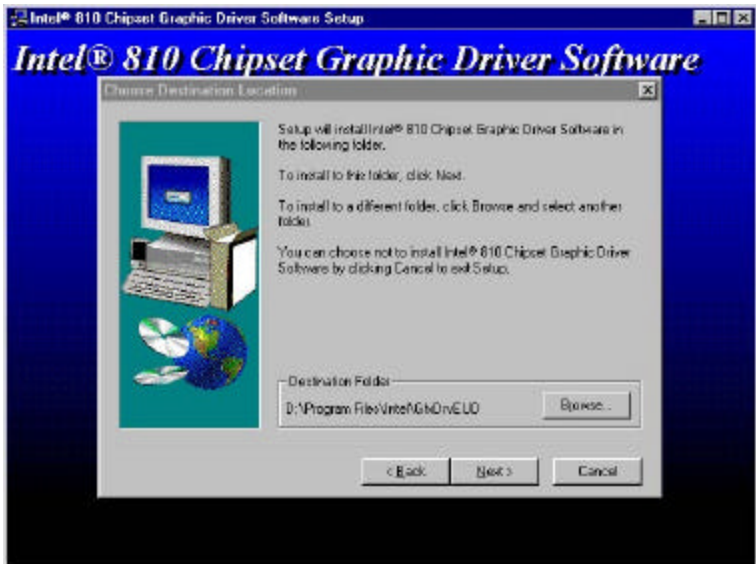 Intel® 810 Chipset Graphic Driver Software Setup
Intel® 810 Chipset Graphic Driver Software
Choose Destination Location
Setup will install Intel® 810 Chipset Graphic Driver Software in
the following folder.
To install to this folder, click Next.
To install to a different folder, click Browse and select another
folder.
You can choose not to install Intel® 810 Chipset Graphic Driver
Software by clicking Cancel to exit Setup.
Destination Folder
D:\Program Files\Intel\
Browse...
< Back
Next >
Cancel